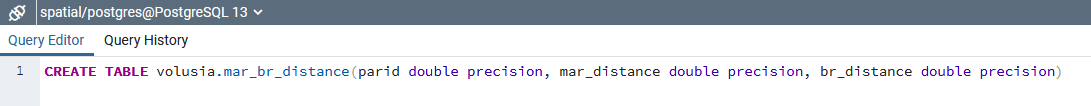 spatial/postgres@PostgreSQL 13
Query Editor Query History
1 CREATE TABLE volusia.mar_br_distance(parid double precision, mar_distance double precision, br_distance double precision)